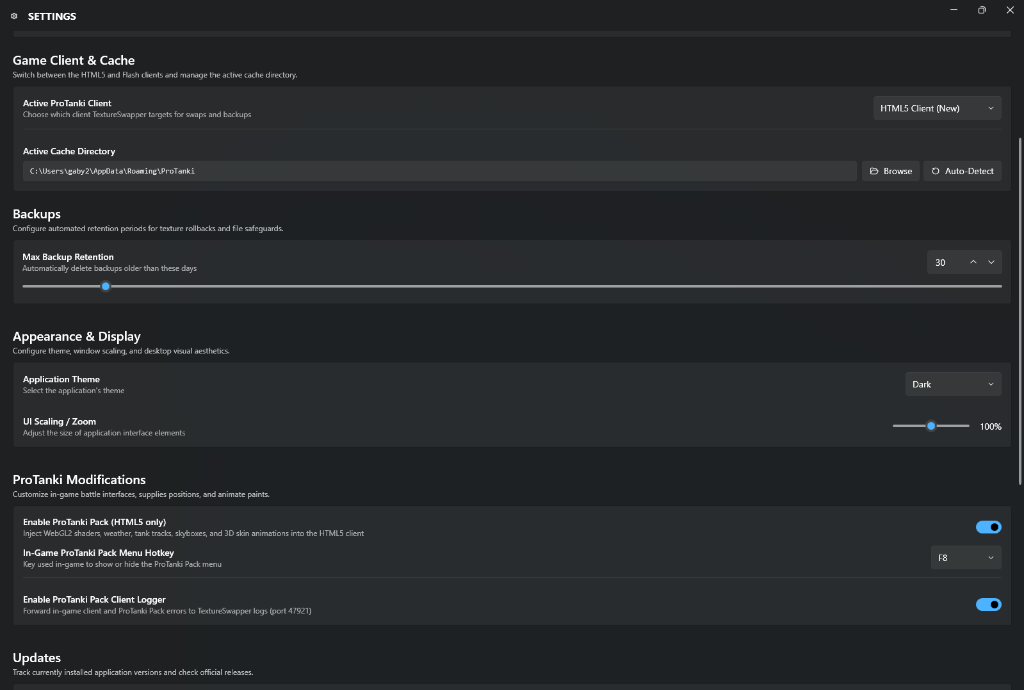 SETTINGS
Game Client & Cache
Switch between the HTML5 and Flash clients and manage the active cache directory.
Active ProTanki Client
Choose which client TextureSwapper targets for swaps and backups
HTML5 Client (New)
Active Cache Directory
C:\Users\gaby2\AppData\Roaming\ProTanki
Browse
Auto-Detect
Backups
Configure automated retention periods for texture rollbacks and file safeguards.
Max Backup Retention
Automatically delete backups older than these days
30
Appearance & Display
Configure theme, window scaling, and desktop visual aesthetics.
Application Theme
Select the application's theme
Dark
UI Scaling / Zoom
Adjust the size of application interface elements
100%
ProTanki Modifications
Customize in-game battle interfaces, supplies positions, and animate paints.
Enable ProTanki Pack (HTML5 only)
Inject WebGL2 shaders, weather, tank tracks, skyboxes, and 3D skin animations into the HTML5 client
In-Game ProTanki Pack Menu Hotkey
Key used in-game to show or hide the ProTanki Pack menu
F8
Enable ProTanki Pack Client Logger
Forward in-game client and ProTanki Pack errors to TextureSwapper logs (port 47921)
Updates
Track currently installed application versions and check official releases.